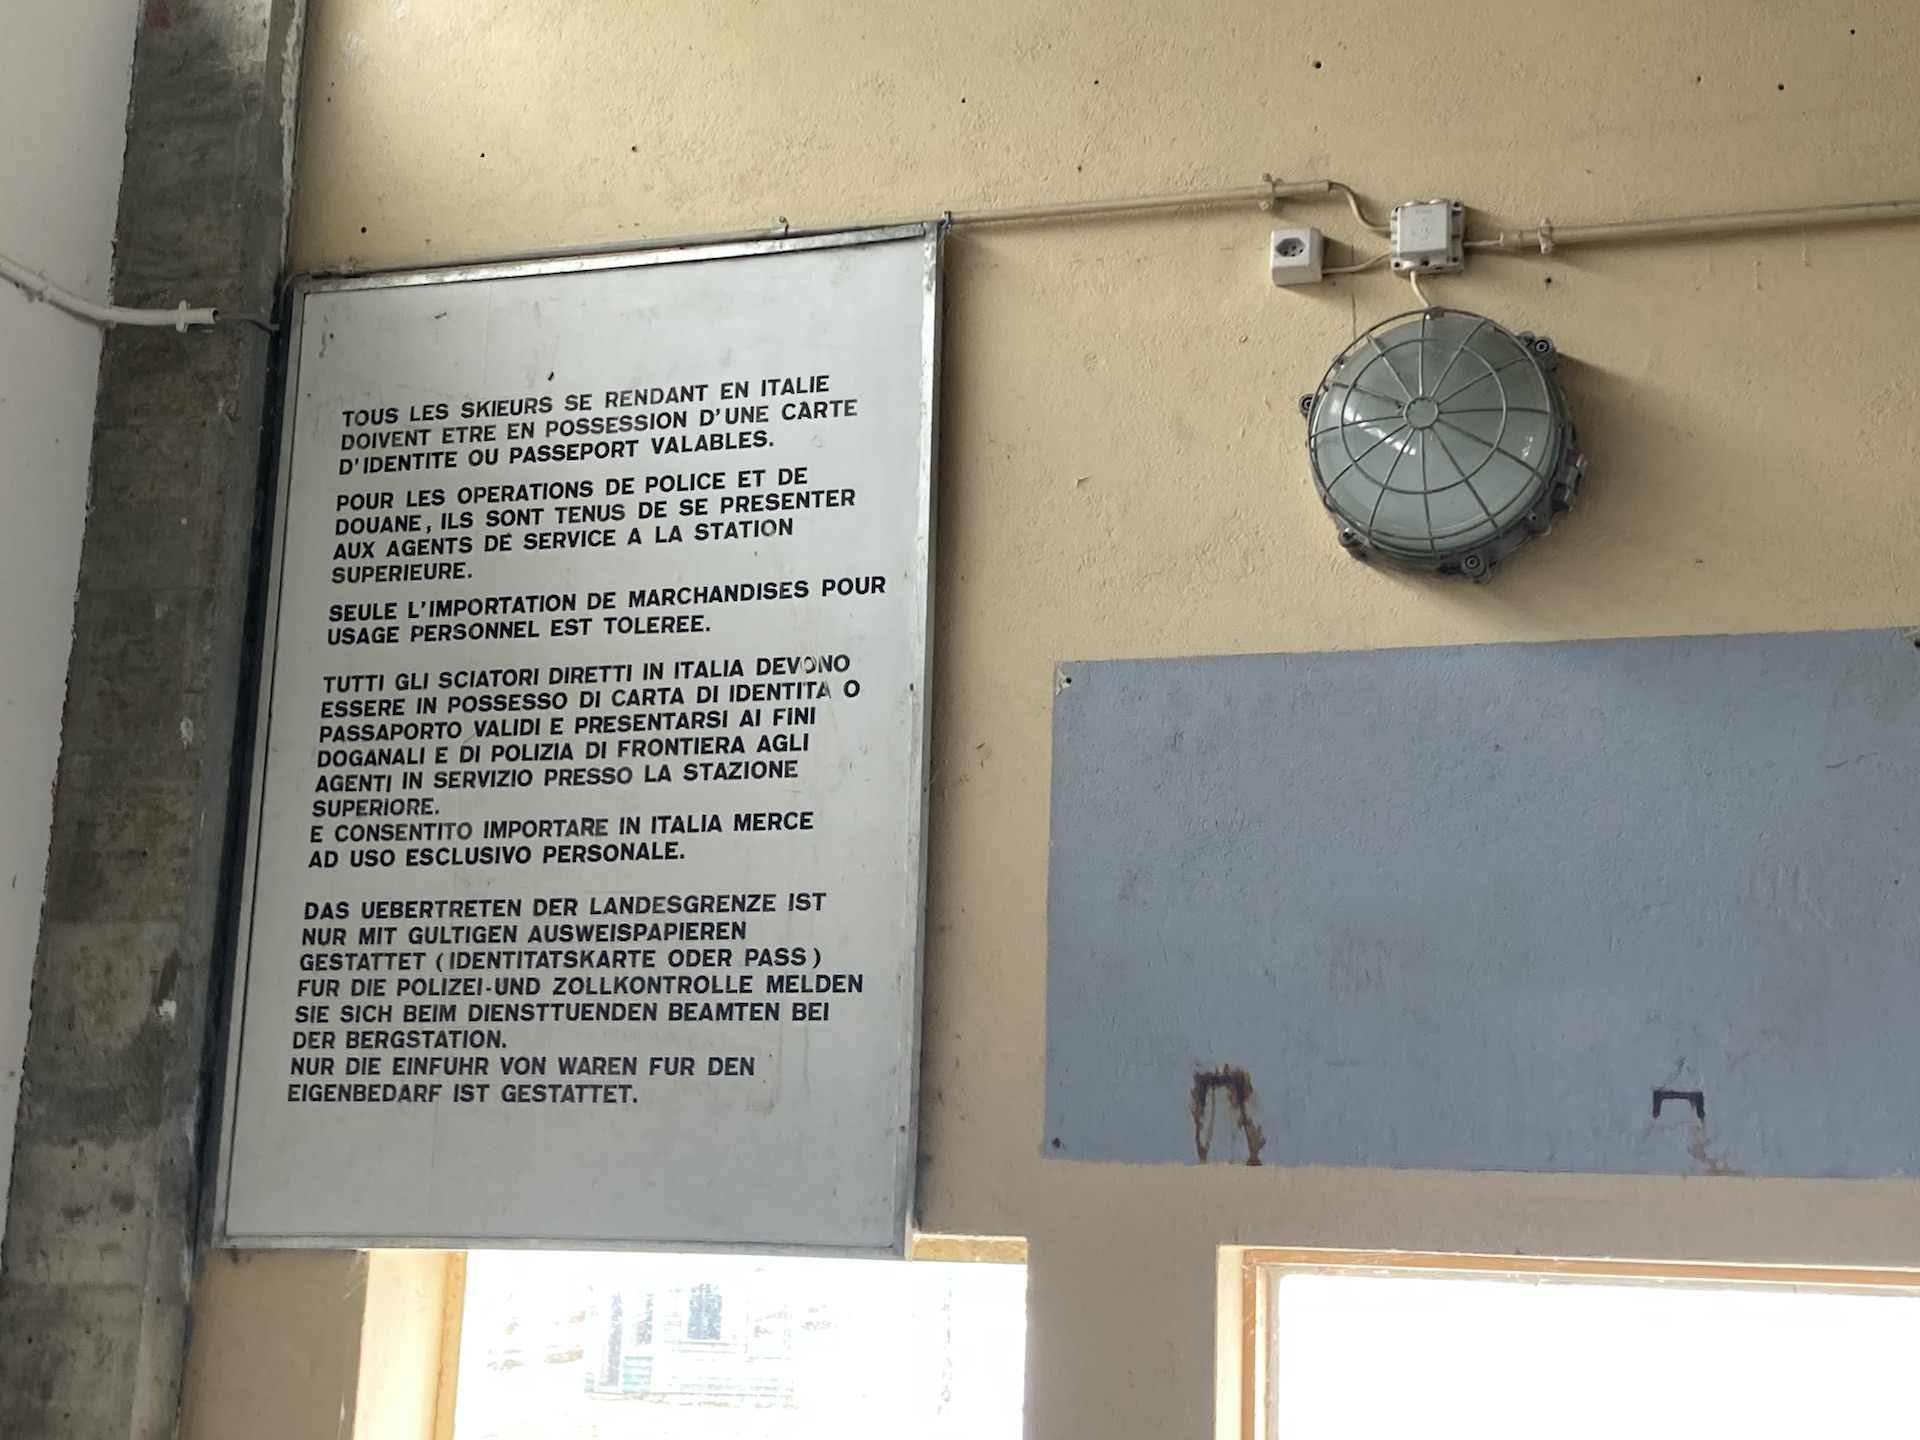 TOUS LES SKIEURS SE RENDANT EN ITALIE
DOIVENT ETRE EN POSSESSION D'UNE CARTE
D'IDENTITE OU PASSEPORT VALABLES.
POUR LES OPERATIONS DE POLICE ET DE
DOUANE, ILS SONT TENUS DE SE PRESENTER
AUX AGENTS DE SERVICE A LA STATION
SUPERIEURE.
SEULE L'IMPORTATION DE MARCHANDISES POUR
USAGE PERSONNEL EST TOLEREE.
TUTTI GLI SCIATORI DIRETTI IN ITALIA DEVONO
ESSERE IN POSSESSO DI CARTA DI IDENTITA O
PASSAPORTO VALIDI E PRESENTARSI AI FINI
DOGANALI E DI POLIZIA DI FRONTIERA AGLI
AGENTI IN SERVIZIO PRESSO LA STAZIONE
SUPERIORE.
E CONSENTITO IMPORTARE IN ITALIA MERCE
AD USO ESCLUSIVO PERSONALE.
DAS UEBERTRETEN DER LANDESGRENZE IST
NUR MIT GULTIGEN AUSWEISPAPIEREN
GESTATTET (IDENTITATSKARTE ODER PASS)
FUR DIE POLIZEI-UND ZOLLKONTROLLE MELDEN
SIE SICH BEIM DIENSTTUENDEN BEAMTEN BEI
DER BERGSTATION.
NUR DIE EINFUHR VON WAREN FUR DEN
EIGENBEDARF IST GESTATTET.